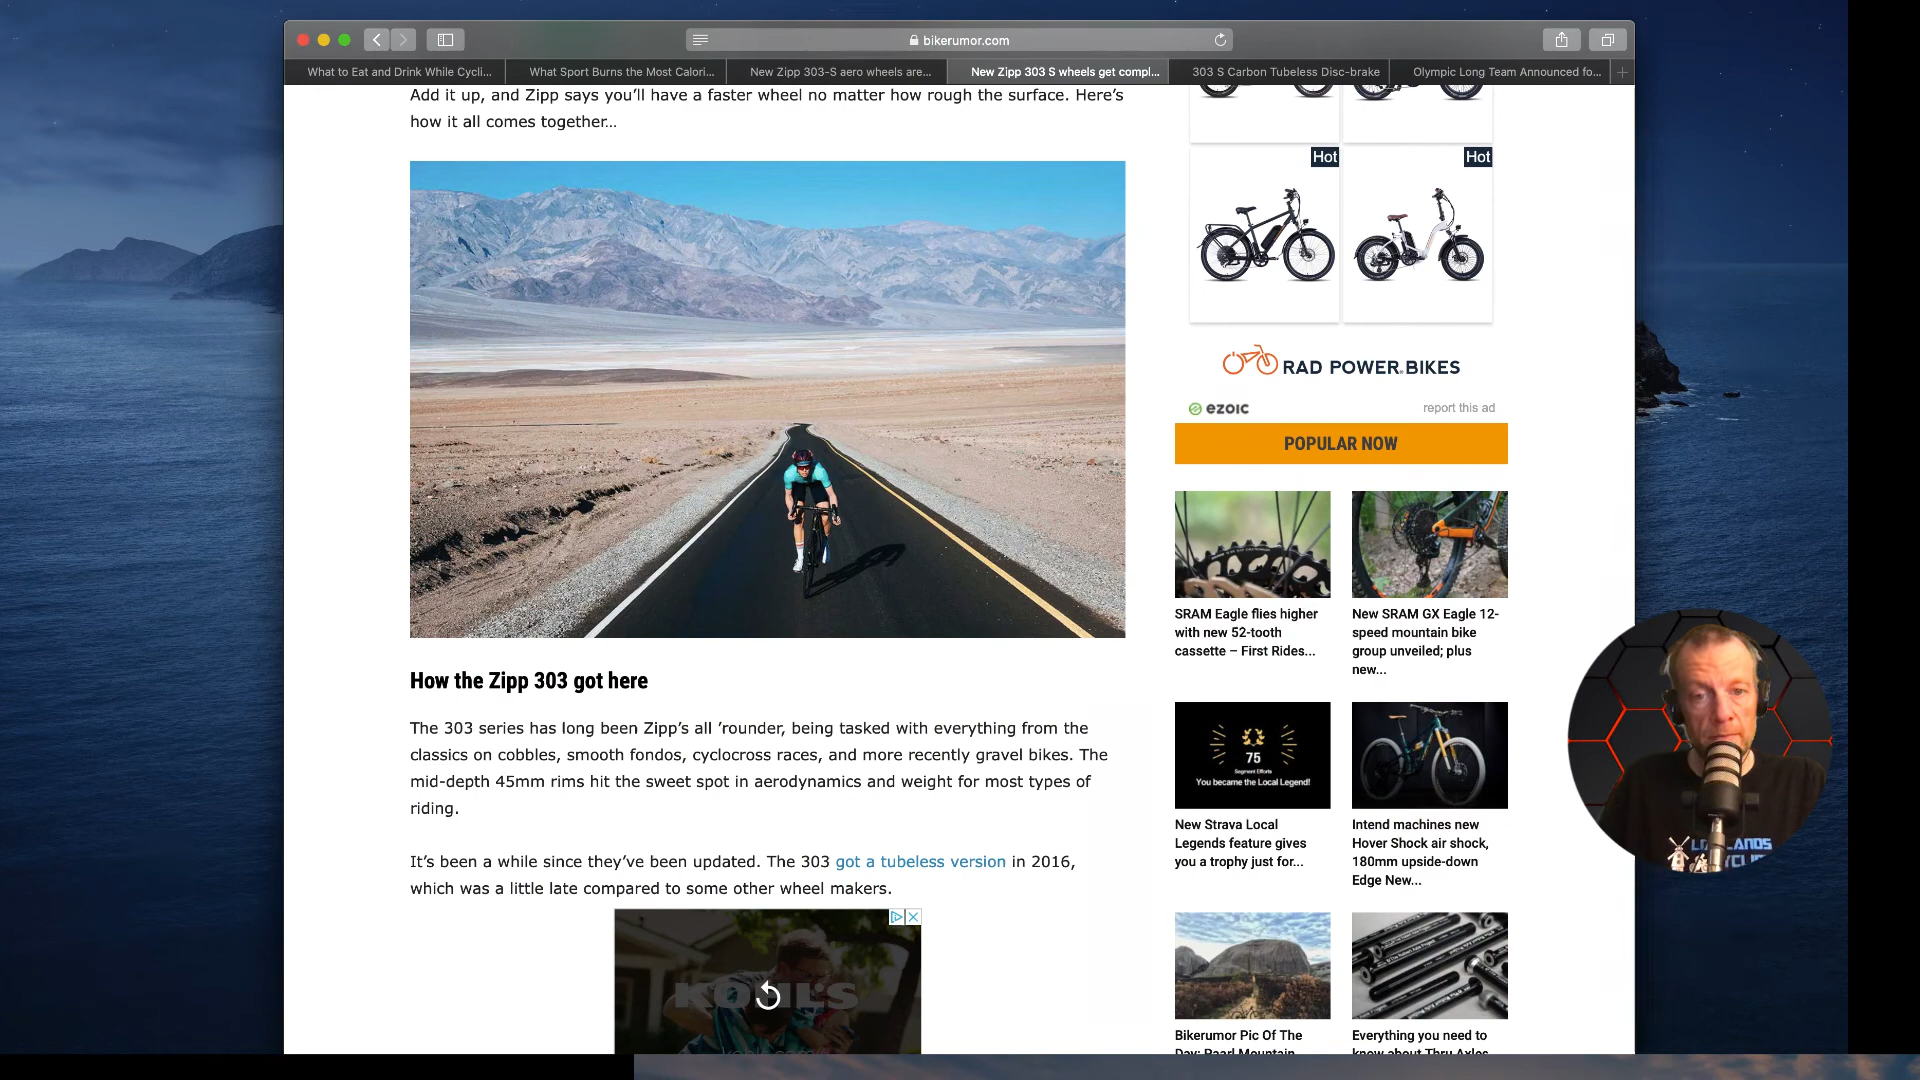 bikerumor.com
What to Eat and Drink While Cycli...
What Sport Burns the Most Calori...
New Zipp 303-S aero wheels are...
New Zipp 303 S wheels get compl...
303 S Carbon Tubeless Disc-brake
Olympic Long Team Announced fo...
Add it up, and Zipp says you’ll have a faster wheel no matter how rough the surface. Here’s
how it all comes together…
How the Zipp 303 got here
The 303 series has long been Zipp’s all ’rounder, being tasked with everything from the
classics on cobbles, smooth fondos, cyclocross races, and more recently gravel bikes. The
mid-depth 45mm rims hit the sweet spot in aerodynamics and weight for most types of
riding.
It’s been a while since they’ve been updated. The 303 got a tubeless version in 2016,
which was a little late compared to some other wheel makers.
KOHL'S
Hot
Hot
RAD POWER BIKES
ezoic
report this ad
POPULAR NOW
SRAM Eagle flies higher
with new 52-tooth
cassette – First Rides...
New SRAM GX Eagle 12-
speed mountain bike
group unveiled; plus
new...
75
Segment Efforts
You became the Local Legend!
New Strava Local
Legends feature gives
you a trophy just for...
Intend machines new
Hover Shock air shock,
180mm upside-down
Edge New...
Bikerumor Pic Of The
Day: Paarl Mountain
Everything you need to
know about Thru Axles